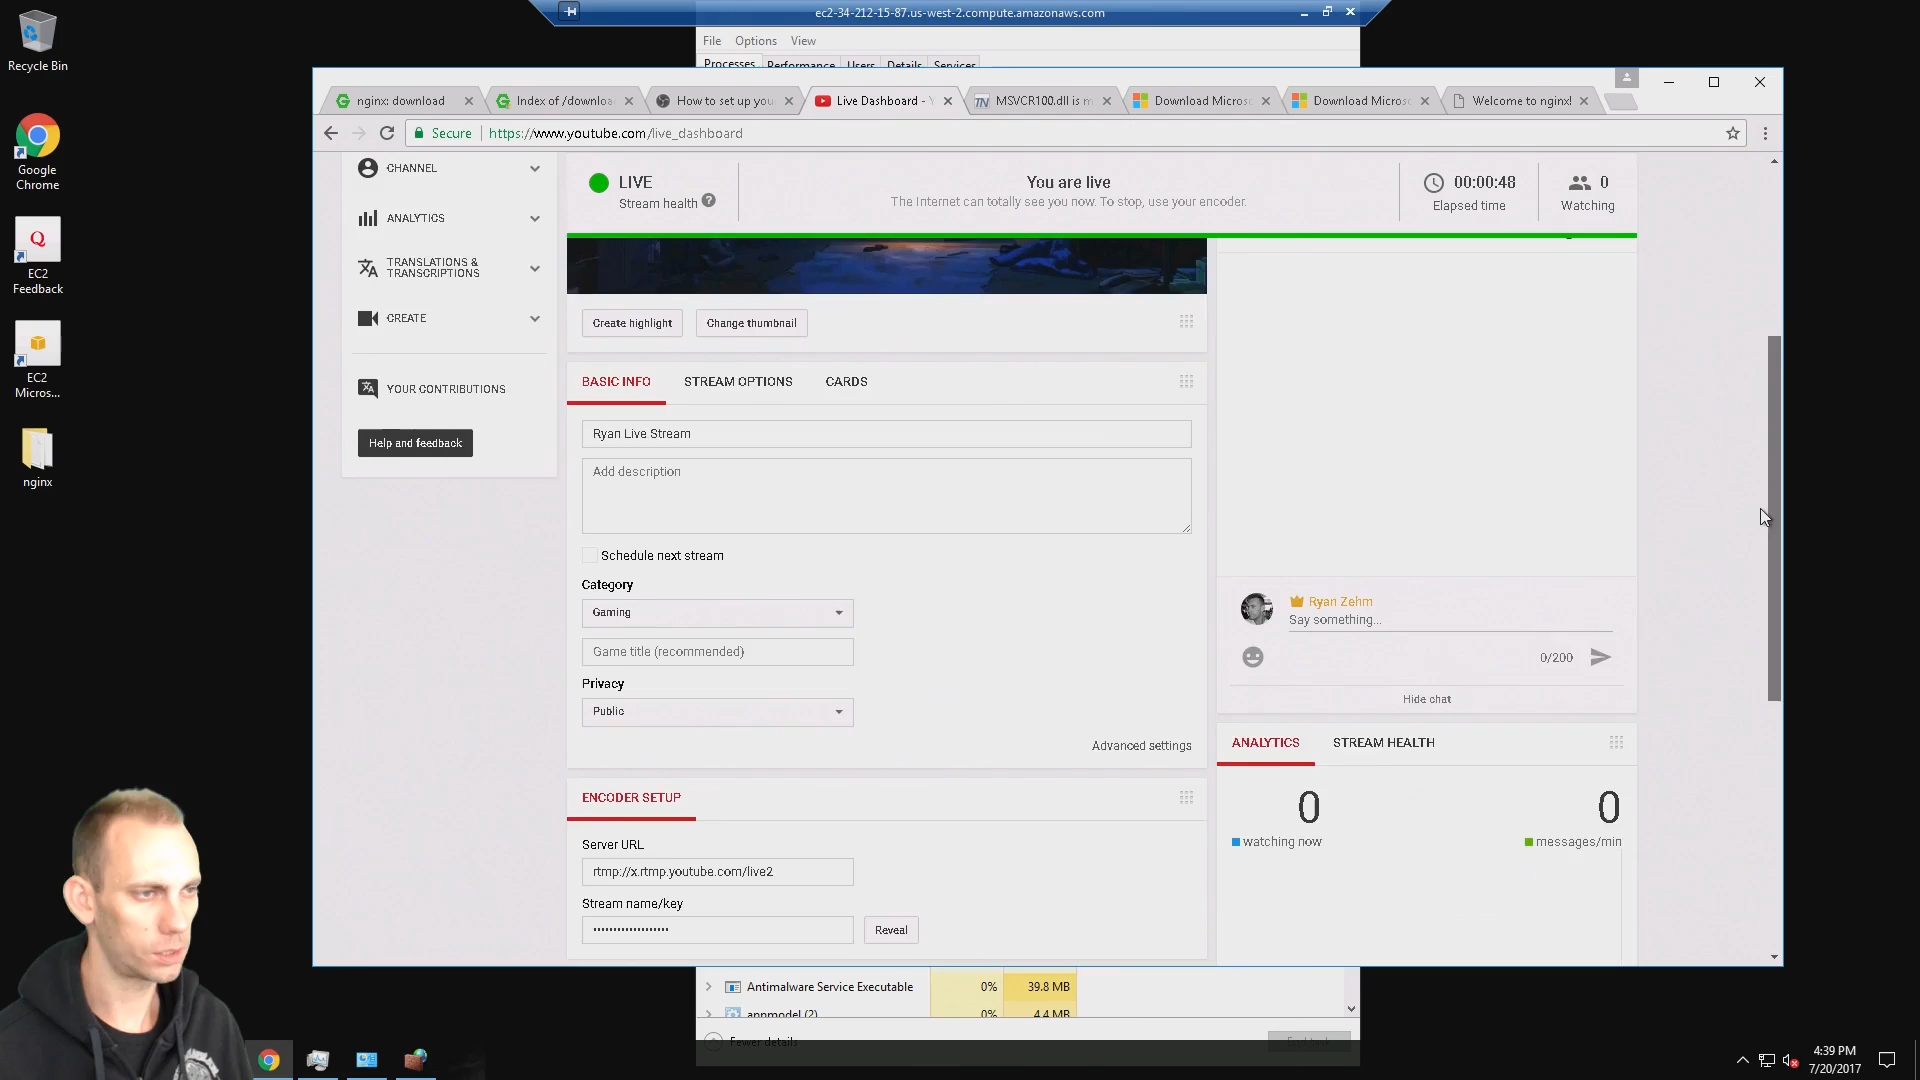 ec2-34-212-15-87.us-west-2.compute.amazonaws.com
Recycle Bin
Google
Chrome
EC2
Feedback
EC2
Micros...
nginx
File Options View
Processes Performance Users Details Services
nginx: download
Index of /downloa
How to set up you
Live Dashboard - Y
MSVCR100.dll is m
Download Microso
Download Microso
Welcome to nginx!
Secure https://www.youtube.com/live_dashboard
CHANNEL
ANALYTICS
TRANSLATIONS &
TRANSCRIPTIONS
CREATE
YOUR CONTRIBUTIONS
Help and feedback
LIVE
Stream health ?
You are live
The Internet can totally see you now. To stop, use your encoder.
00:00:48
Elapsed time
0
Watching
Create highlight
Change thumbnail
BASIC INFO
STREAM OPTIONS
CARDS
Ryan Live Stream
Add description
Schedule next stream
Category
Gaming
Game title (recommended)
Privacy
Public
Advanced settings
ENCODER SETUP
Server URL
rtmp://x.rtmp.youtube.com/live2
Stream name/key
Reveal
Ryan Zehm
Say something...
0/200
Hide chat
ANALYTICS
STREAM HEALTH
0
watching now
0
messages/min
Antimalware Service Executable 0% 39.8 MB
appmodel (2) 0% 4.4 MB
Fewer details
4:39 PM
7/20/2017